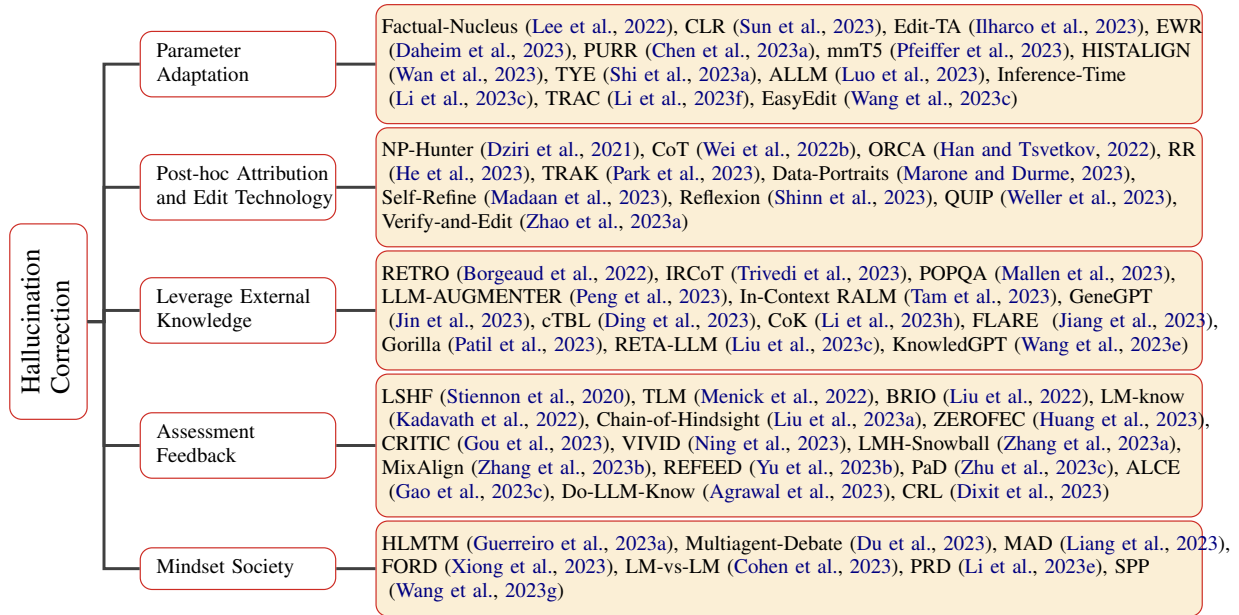 Hallucination
Correction
Parameter
Adaptation
Factual-Nucleus (Lee et al., 2022), CLR (Sun et al., 2023), Edit-TA (Ilharco et al., 2023), EWR
(Daheim et al., 2023), PURR (Chen et al., 2023a), mmT5 (Pfeiffer et al., 2023), HISTALIGN
(Wan et al., 2023), TYE (Shi et al., 2023a), ALLM (Luo et al., 2023), Inference-Time
(Li et al., 2023c), TRAC (Li et al., 2023f), EasyEdit (Wang et al., 2023c)
Post-hoc Attribution
and Edit Technology
NP-Hunter (Dziri et al., 2021), CoT (Wei et al., 2022b), ORCA (Han and Tsvetkov, 2022), RR
(He et al., 2023), TRAK (Park et al., 2023), Data-Portraits (Marone and Durme, 2023),
Self-Refine (Madaan et al., 2023), Reflexion (Shinn et al., 2023), QUIP (Weller et al., 2023),
Verify-and-Edit (Zhao et al., 2023a)
Leverage External
Knowledge
RETRO (Borgeaud et al., 2022), IRCoT (Trivedi et al., 2023), POPQA (Mallen et al., 2023),
LLM-AUGMENTER (Peng et al., 2023), In-Context RALM (Tam et al., 2023), GeneGPT
(Jin et al., 2023), cTBL (Ding et al., 2023), CoK (Li et al., 2023h), FLARE (Jiang et al., 2023),
Gorilla (Patil et al., 2023), RETA-LLM (Liu et al., 2023c), KnowledGPT (Wang et al., 2023e)
Assessment
Feedback
LSHF (Stiennon et al., 2020), TLM (Menick et al., 2022), BRIO (Liu et al., 2022), LM-know
(Kadavath et al., 2022), Chain-of-Hindsight (Liu et al., 2023a), ZEROFEC (Huang et al., 2023),
CRITIC (Gou et al., 2023), VIVID (Ning et al., 2023), LMH-Snowball (Zhang et al., 2023a),
MixAlign (Zhang et al., 2023b), REFEED (Yu et al., 2023b), PaD (Zhu et al., 2023c), ALCE
(Gao et al., 2023c), Do-LLM-Know (Agrawal et al., 2023), CRL (Dixit et al., 2023)
Mindset Society
HLMTM (Guerreiro et al., 2023a), Multiagent-Debate (Du et al., 2023), MAD (Liang et al., 2023),
FORD (Xiong et al., 2023), LM-vs-LM (Cohen et al., 2023), PRD (Li et al., 2023e), SPP
(Wang et al., 2023g)